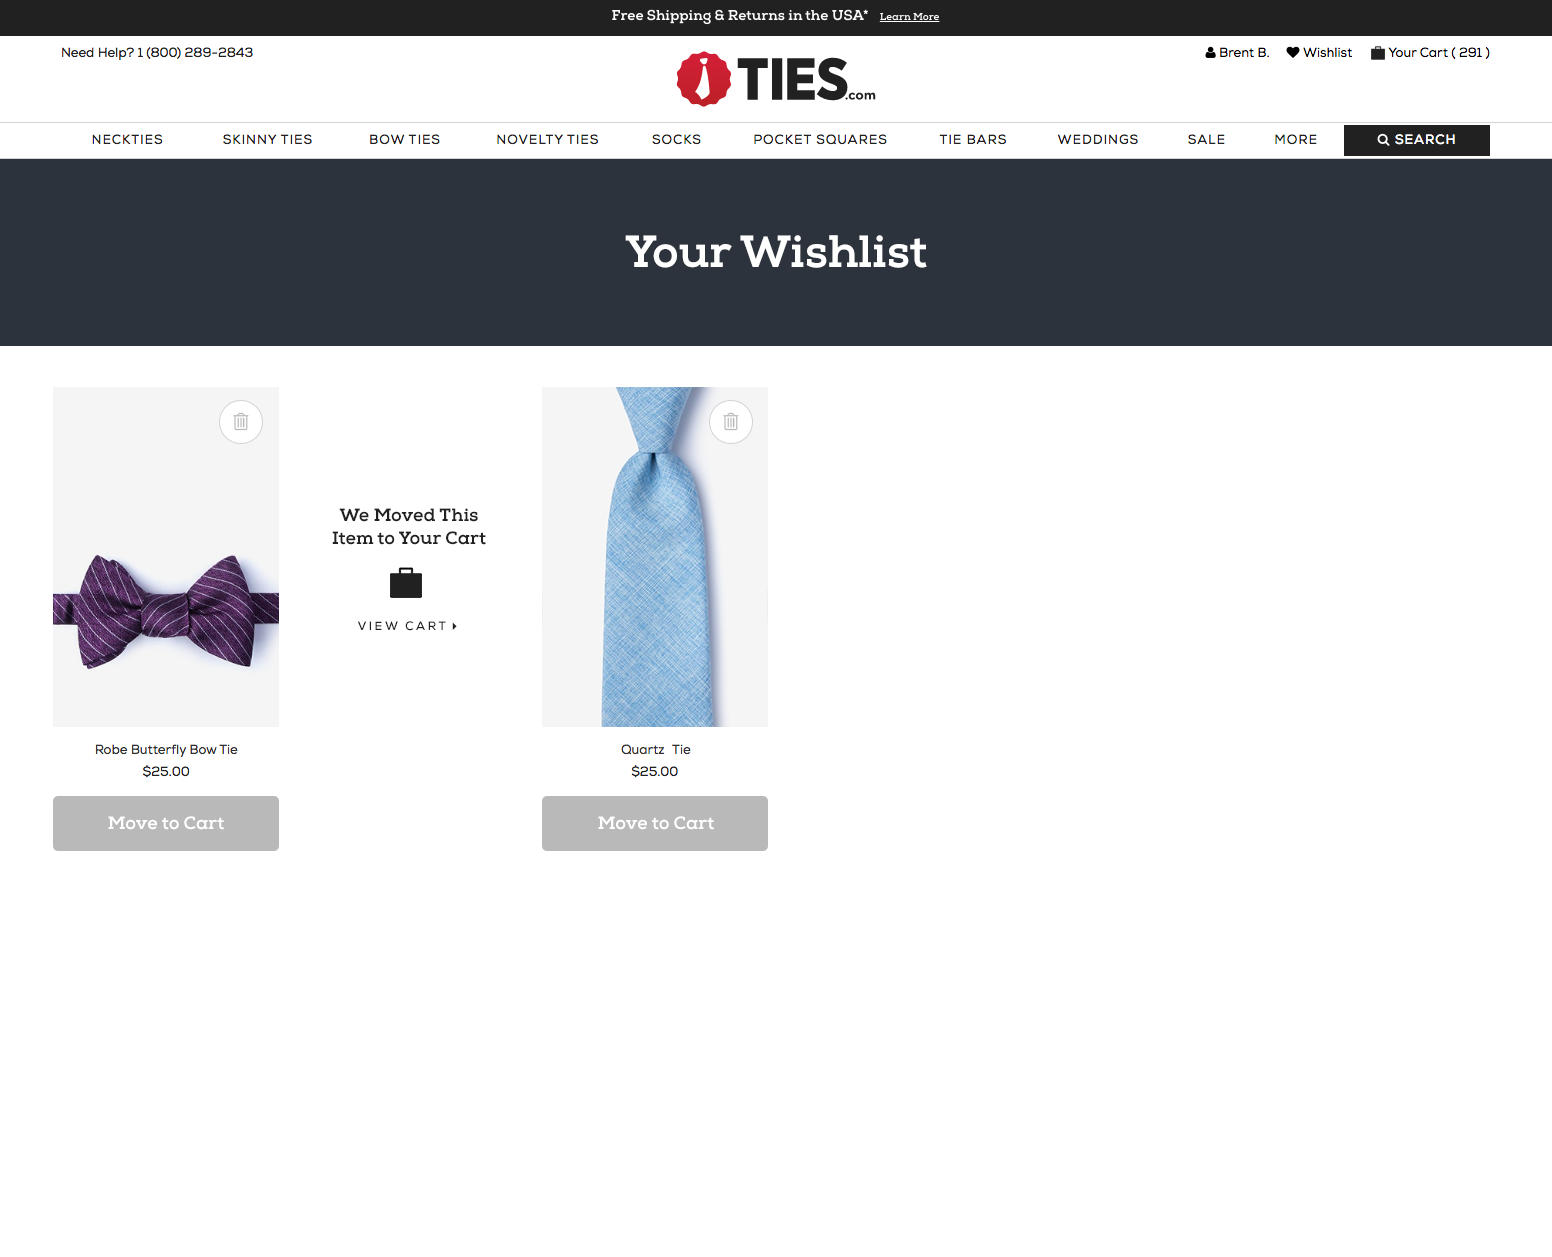 Free Shipping & Returns in the USA* Learn More
Need Help? 1 (800) 289-2843
TIES.com
Brent B. Wishlist Your Cart ( 291 )
NECKTIES SKINNY TIES BOW TIES NOVELTY TIES SOCKS POCKET SQUARES TIE BARS WEDDINGS SALE MORE SEARCH
Your Wishlist
Robe Butterfly Bow Tie
$25.00
Move to Cart
We Moved This
Item to Your Cart
VIEW CART
Quartz Tie
$25.00
Move to Cart